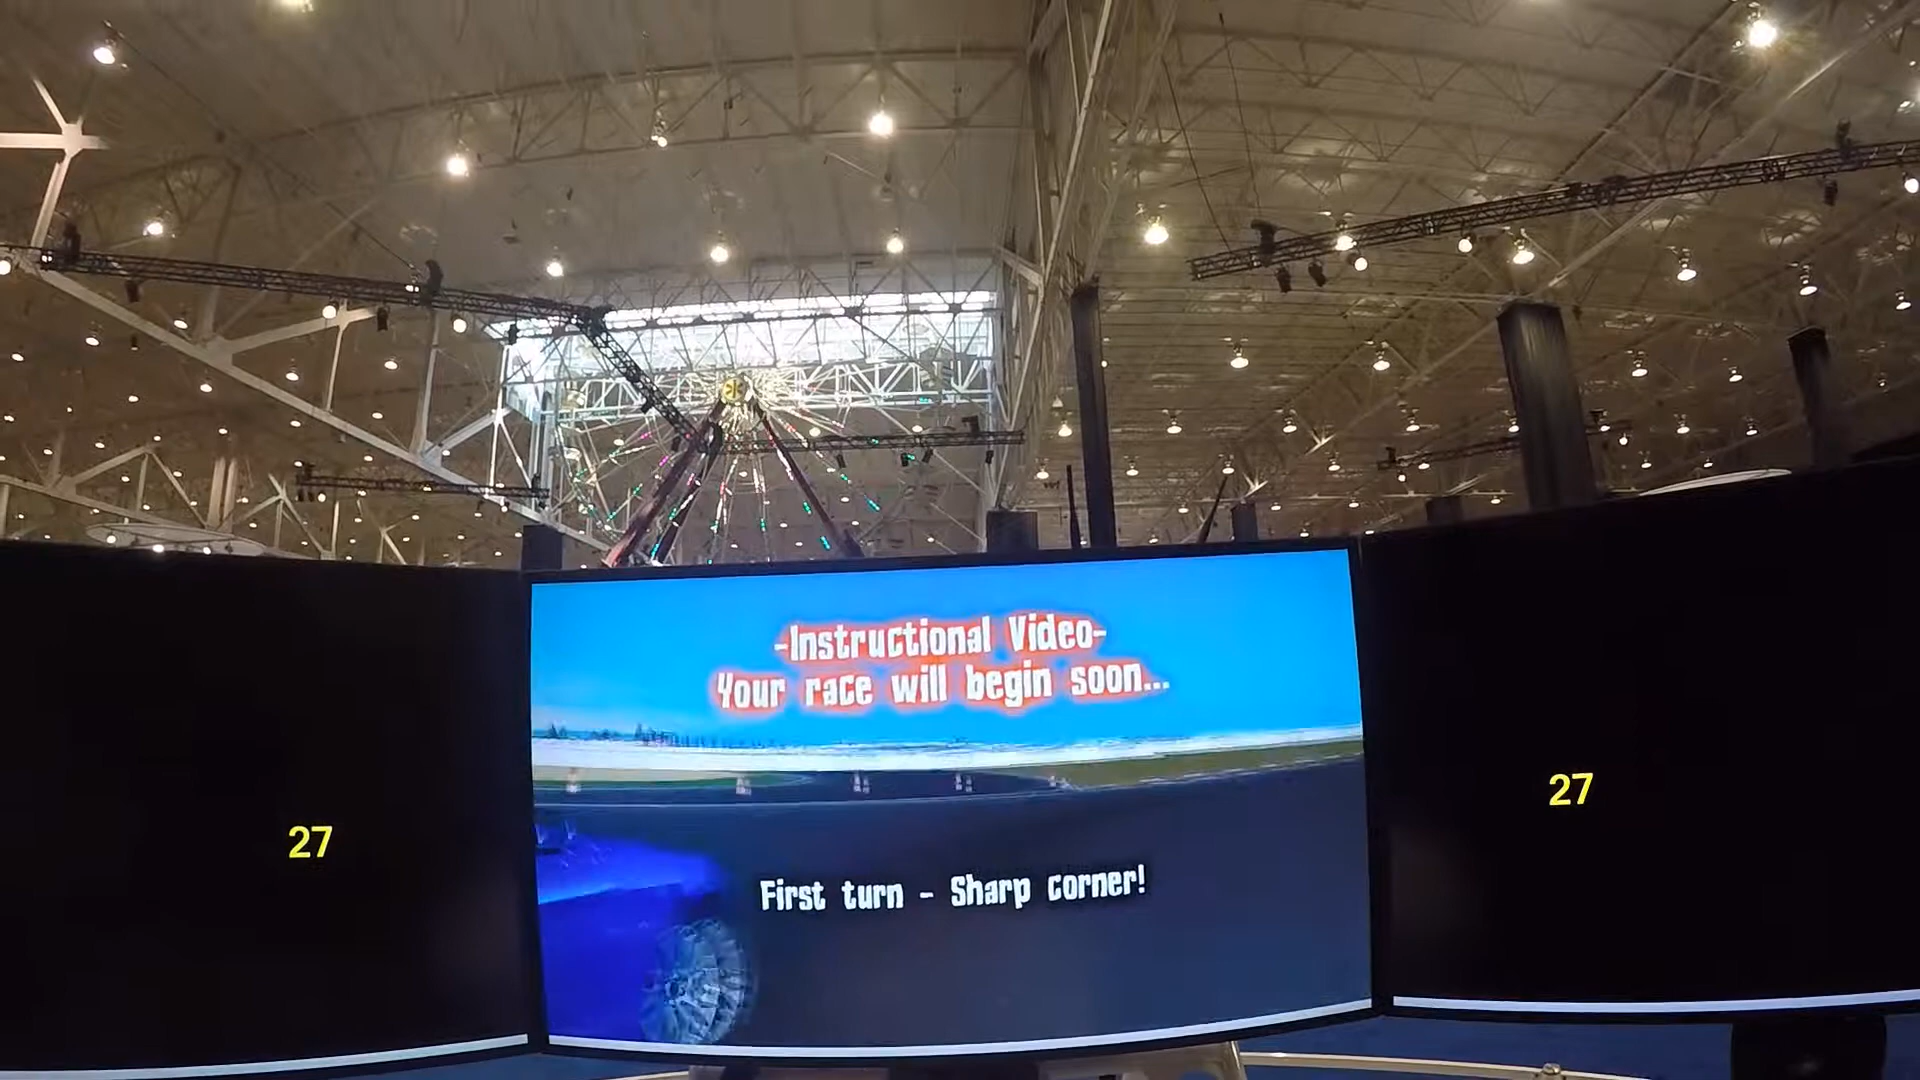 -Instructional Video-
Your race will begin soon...
27
First turn - Sharp corner!
27